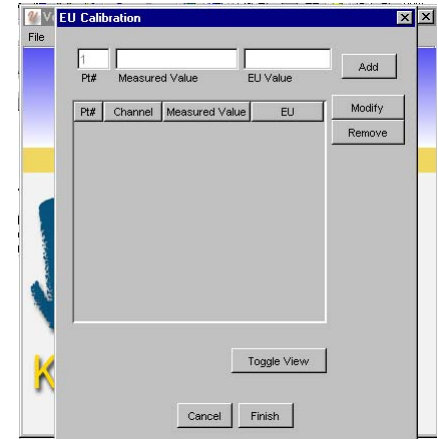 EU Calibration
File
1
Pt# Measured Value EU Value
Add
Pt# Channel Measured Value EU
Modify
Remove
Toggle View
Cancel Finish
K